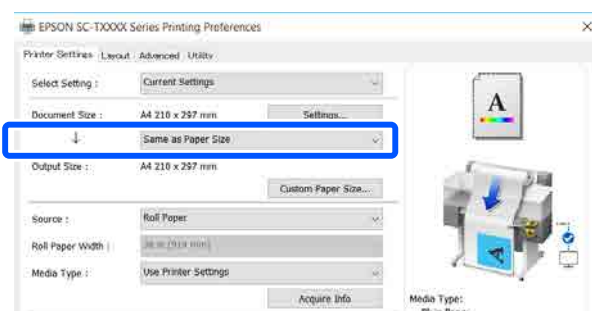 EPSON SC-TXXXX Series Printing Preferences
Printer Settings Layout Advanced Utility
Select Setting : Current Settings
Document Size : A4 210 x 297 mm Settings...
↓ Same as Paper Size
Output Size : A4 210 x 297 mm
Custom Paper Size...
Source : Roll Paper
Roll Paper Width :
Media Type : Use Printer Settings
Acquire Info
A
Media Type: